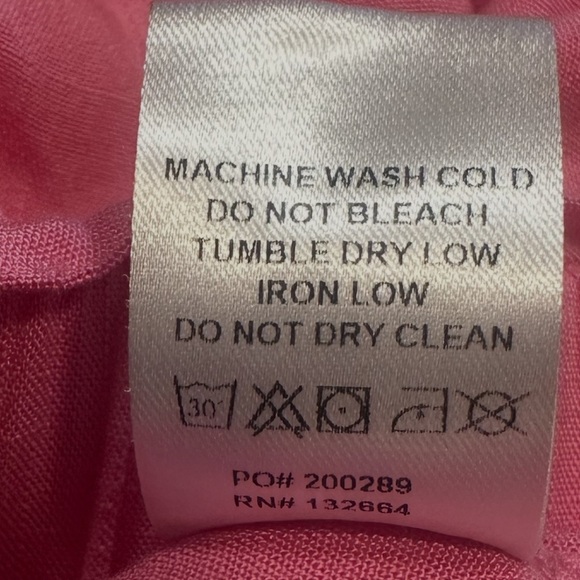 MACHINE WASH COLD
DO NOT BLEACH
TUMBLE DRY LOW
IRON LOW
DO NOT DRY CLEAN
30°
PO# 200289
RN# 132664